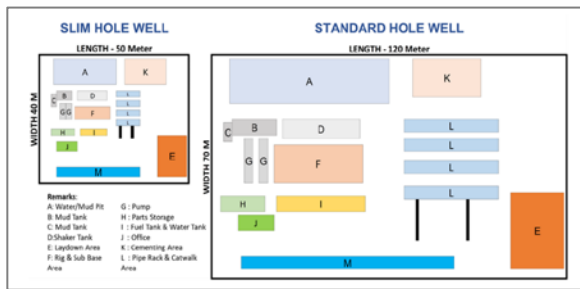 SLIM HOLE WELL
LENGTH - 50 Meter
WIDTH 40 M
A
K
C
B
D
L
L
L
L
G
G
F
H
I
J
E
M
Remarks:
A: Water/Mud Pit
B: Mud Tank
C: Mud Tank
D:Shaker Tank
E: Laydown Area
F: Rig & Sub Base
Area
G : Pump
H : Parts Storage
I : Fuel Tank & Water Tank
J : Office
K : Cementing Area
L : Pipe Rack & Catwalk
Area
STANDARD HOLE WELL
LENGTH - 120 Meter
WIDTH 70 M
A
K
C
B
D
L
L
L
L
G
G
F
H
I
J
E
M